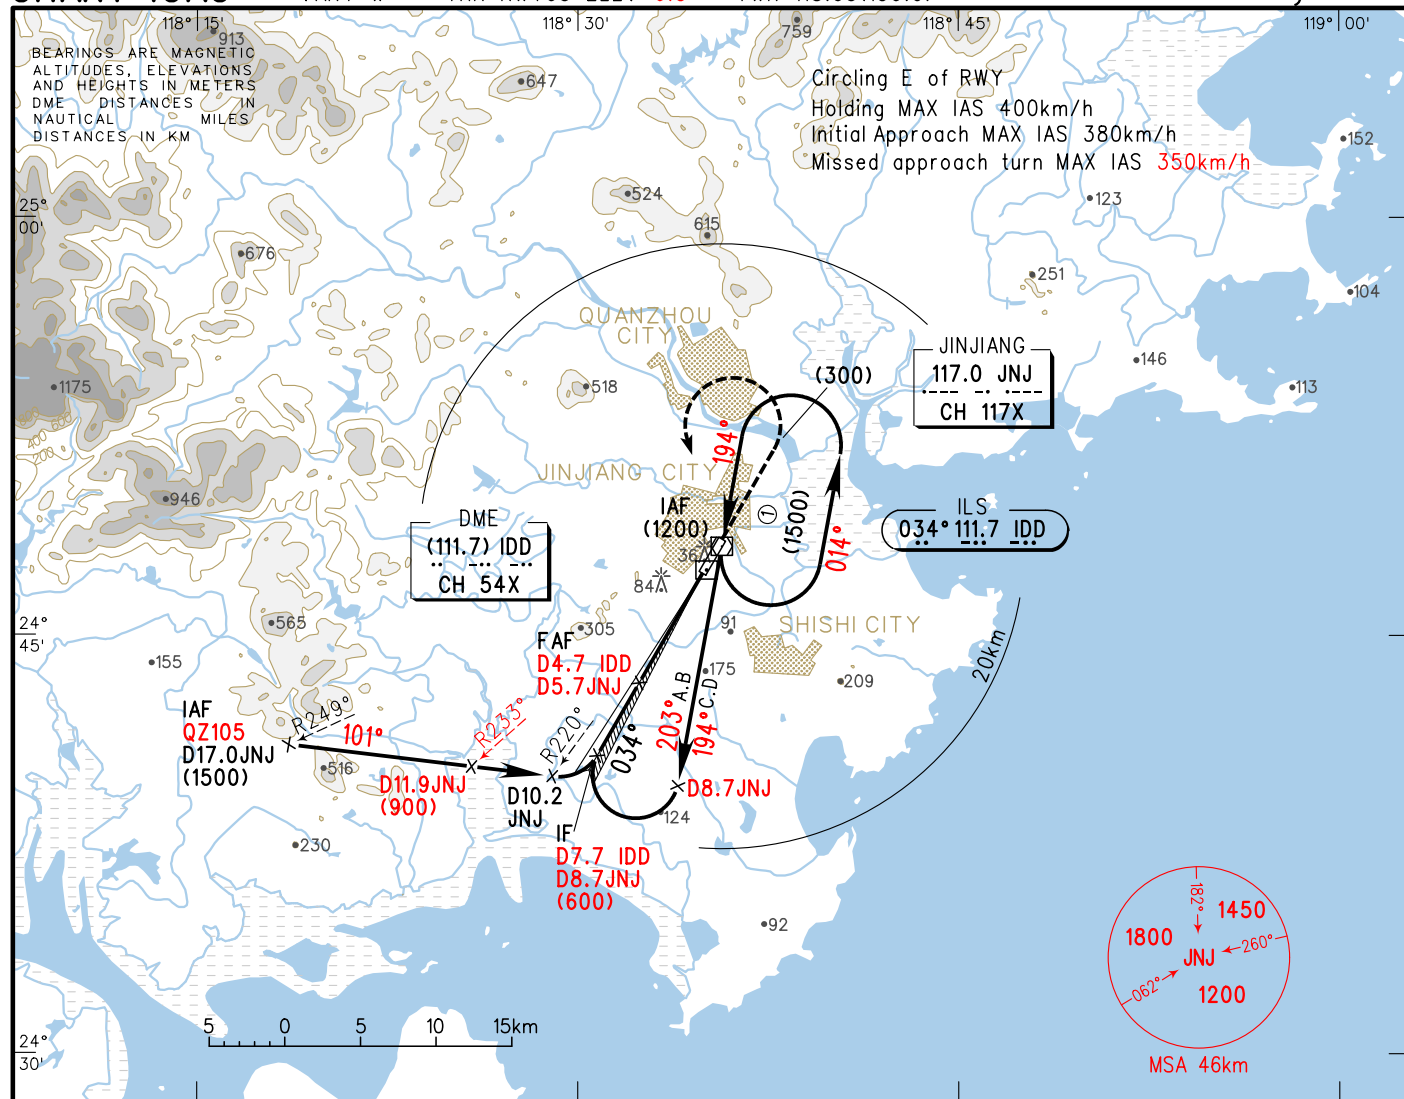 118°15'
118°30'
118°45'
119°00'
BEARINGS ARE MAGNETIC
ALTITUDES, ELEVATIONS
AND HEIGHTS IN METERS
DME DISTANCES IN
NAUTICAL MILES
DISTANCES IN KM
913
647
759
Circling E of RWY
Holding MAX IAS 400km/h
Initial Approach MAX IAS 380km/h
Missed approach turn MAX IAS 350km/h
152
524
123
25°
00'
615
676
251
104
QUANZHOU
CITY
JINJIANG
117.0 JNJ
CH 117X
146
1175
518
(300)
113
400
600
200
194°
JINJIANG CITY
946
IAF
(1200)
①
(1500)
014°
ILS
034° 111.7 IDD
DME
(111.7) IDD
CH 54X
36
84
565
305
91
SHISHI CITY
24°
45'
FAF
D4.7 IDD
D5.7JNJ
155
175
209
20km
IAF
QZ105
D17.0JNJ
(1500)
R249°
101°
R233°
R220°
034°
203° A.B
194° C.D
516
D11.9JNJ
(900)
D10.2
JNJ
D8.7JNJ
124
230
IF
D7.7 IDD
D8.7JNJ
(600)
92
182°
1450
1800
260°
JNJ
062°
1200
MSA 46km
5 0 5 10 15km
24°
30'